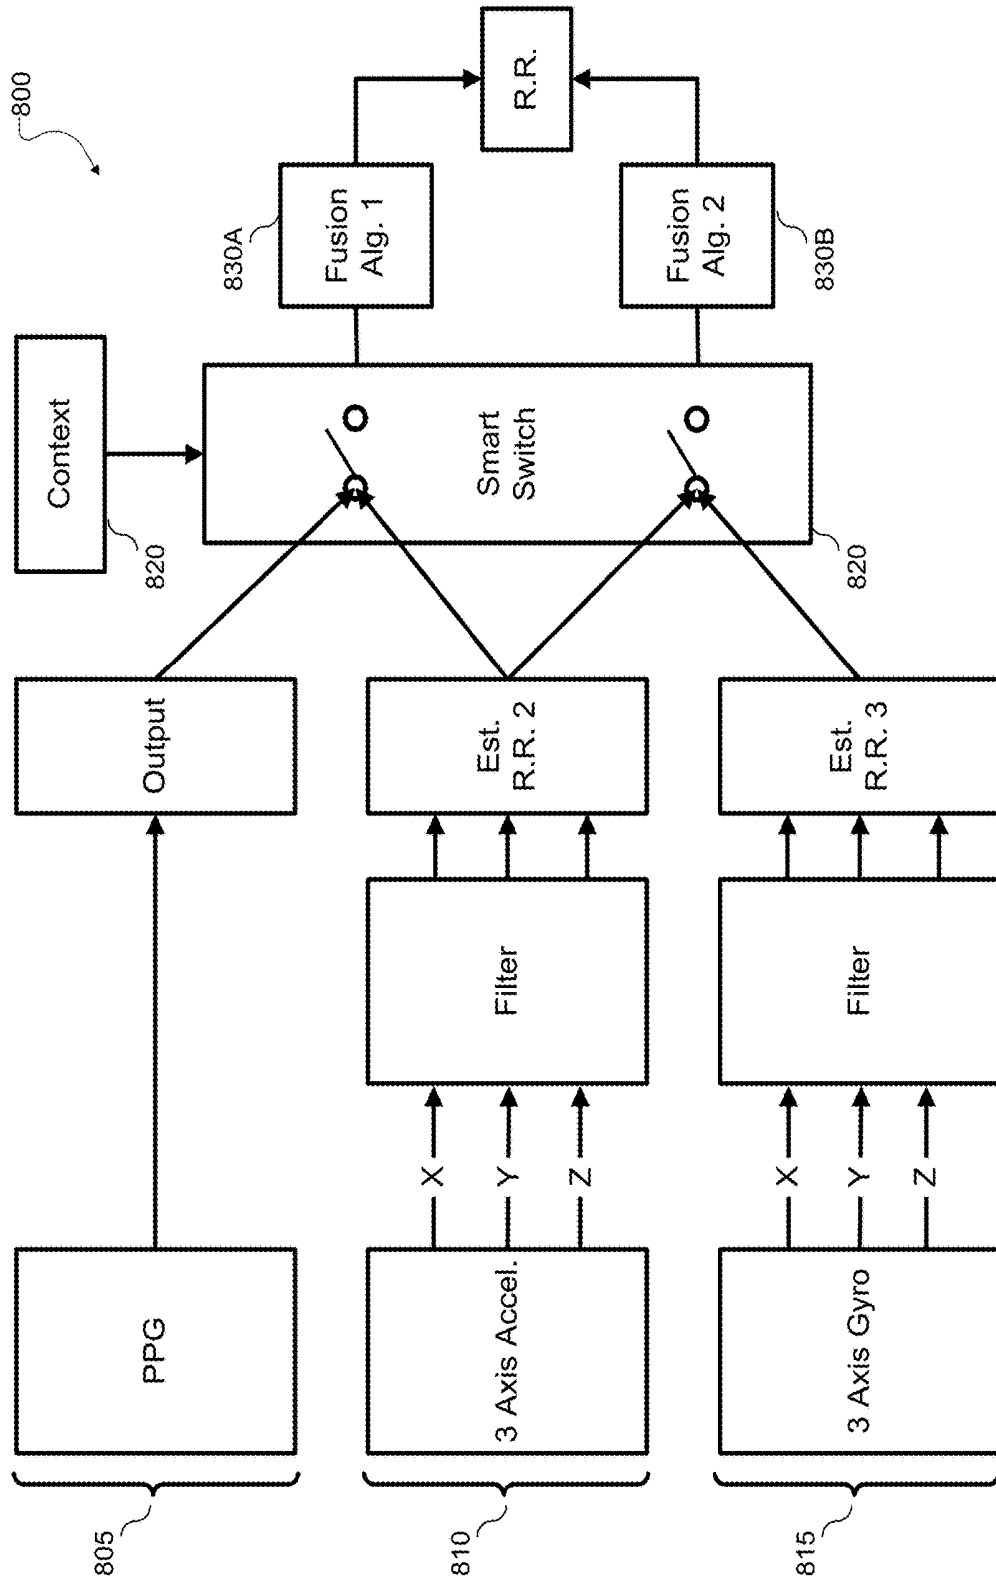 800
805
PPG
Output
Context
820
810
3 Axis Accel.
X
Y
Z
Filter
Est.
R.R. 2
Smart
Switch
820
830A
Fusion
Alg. 1
R.R.
815
3 Axis Gyro
X
Y
Z
Filter
Est.
R.R. 3
Fusion
Alg. 2
830B